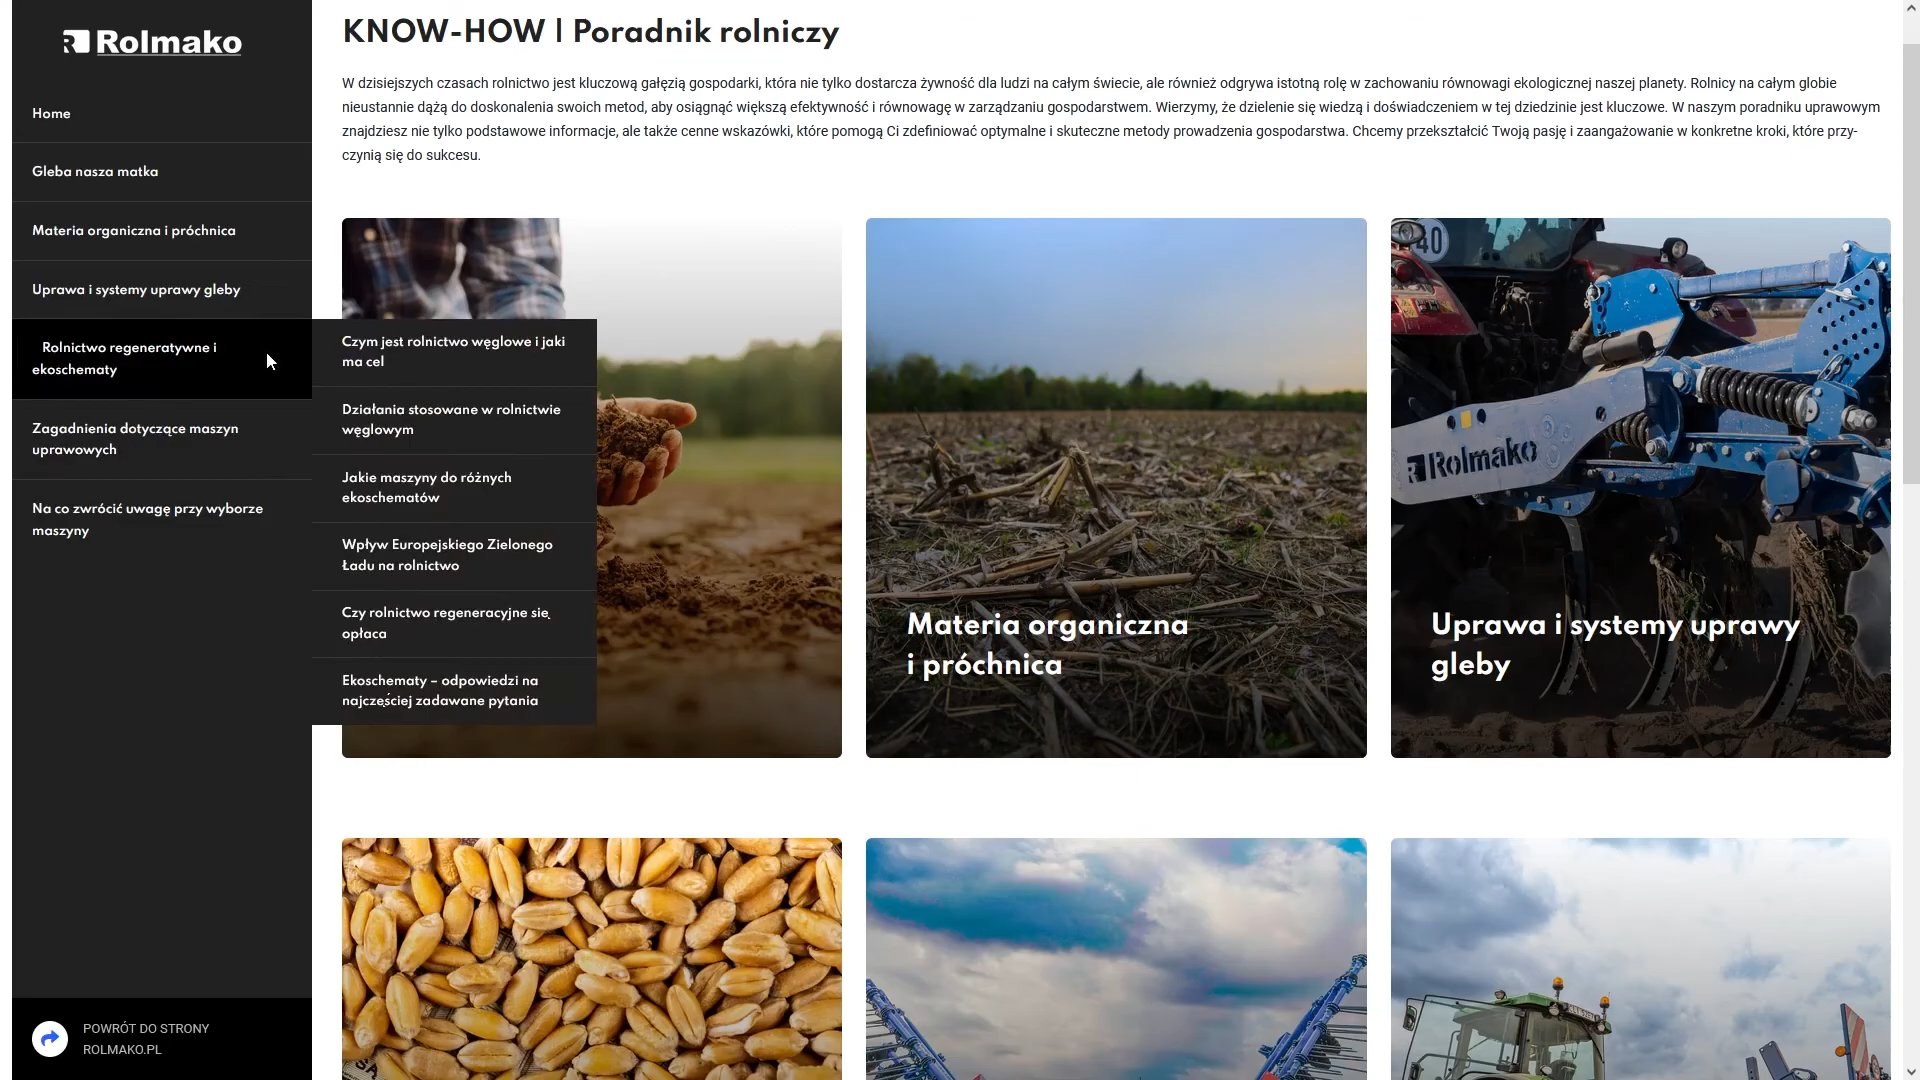 Rolmako
Home
Gleba nasza matka
Materia organiczna i próchnica
Uprawa i systemy uprawy gleby
Rolnictwo regeneratywne i
ekoschematy
Zagadnienia dotyczące maszyn
uprawowych
Na co zwrócić uwagę przy wyborze
maszyny
POWRÓT DO STRONY
ROLMAKO.PL
Czym jest rolnictwo węglowe i jaki
ma cel
Działania stosowane w rolnictwie
węglowym
Jakie maszyny do różnych
ekoschematów
Wpływ Europejskiego Zielonego
Ładu na rolnictwo
Czy rolnictwo regeneracyjne się
opłaca
Ekoschematy – odpowiedzi na
najczęściej zadawane pytania
KNOW-HOW | Poradnik rolniczy
W dzisiejszych czasach rolnictwo jest kluczową gałęzią gospodarki, która nie tylko dostarcza żywność dla ludzi na całym świecie, ale również odgrywa istotną rolę w zachowaniu równowagi ekologicznej naszej planety. Rolnicy na całym globie
nieustannie dążą do doskonalenia swoich metod, aby osiągnąć większą efektywność i równowagę w zarządzaniu gospodarstwem. Wierzymy, że dzielenie się wiedzą i doświadczeniem w tej dziedzinie jest kluczowe. W naszym poradniku uprawowym
znajdziesz nie tylko podstawowe informacje, ale także cenne wskazówki, które pomogą Ci zdefiniować optymalne i skuteczne metody prowadzenia gospodarstwa. Chcemy przekształcić Twoją pasję i zaangażowanie w konkretne kroki, które przy-
czynią się do sukcesu.
Materia organiczna
i próchnica
40
Rolmako
Uprawa i systemy uprawy
gleby